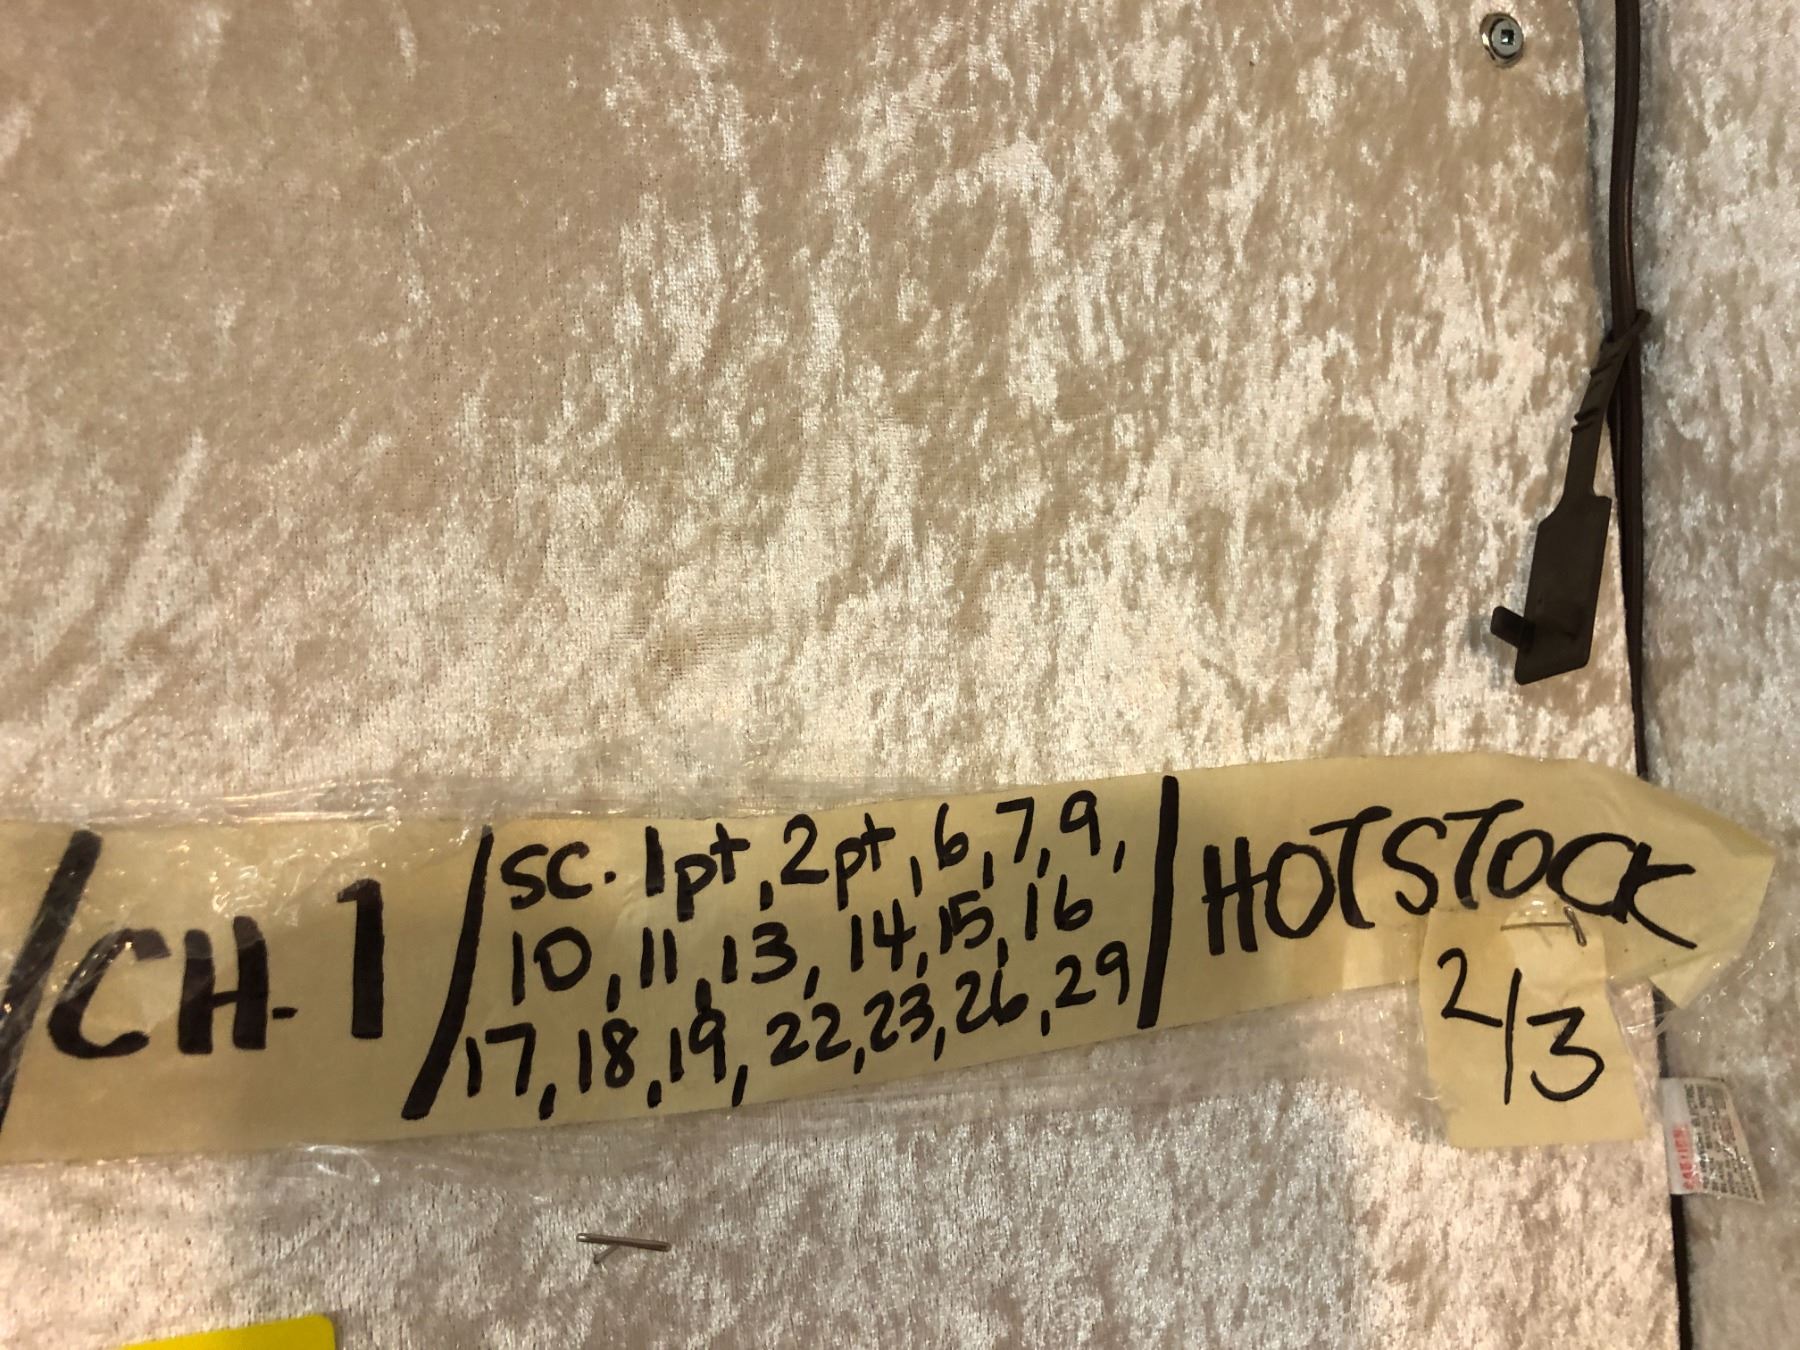 /CH-1/
SC. 1pt, 2pt, 6, 7, 9,
10, 11, 13, 14, 15, 16
17, 18, 19, 22, 23, 26, 29
/HOTSTOCK
2/3
CAUTION